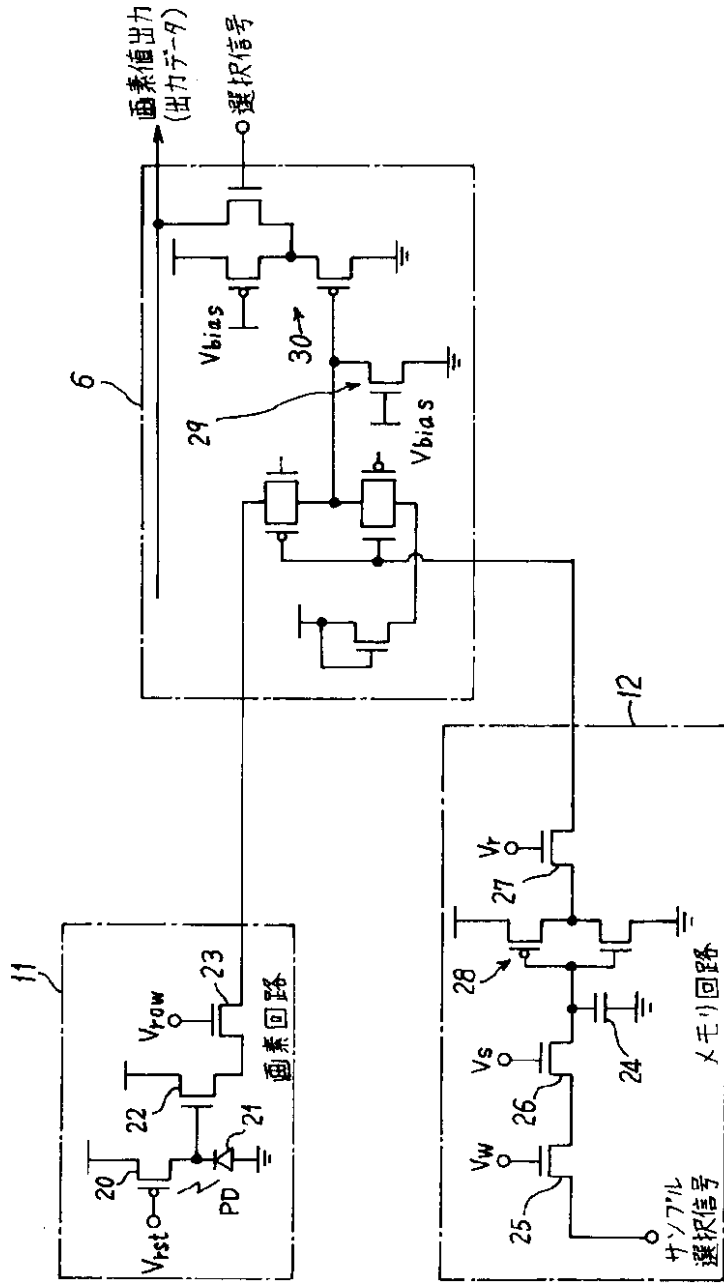 11
Vrst
20
PD
21
22
Vrow
23
画素回路
サンプル
選択信号
25
Vw
26
Vs
24
28
27
Vr
メモリ回路
12
6
29
Vbias
30
Vbias
画素値出力
(出力データ)
選択信号